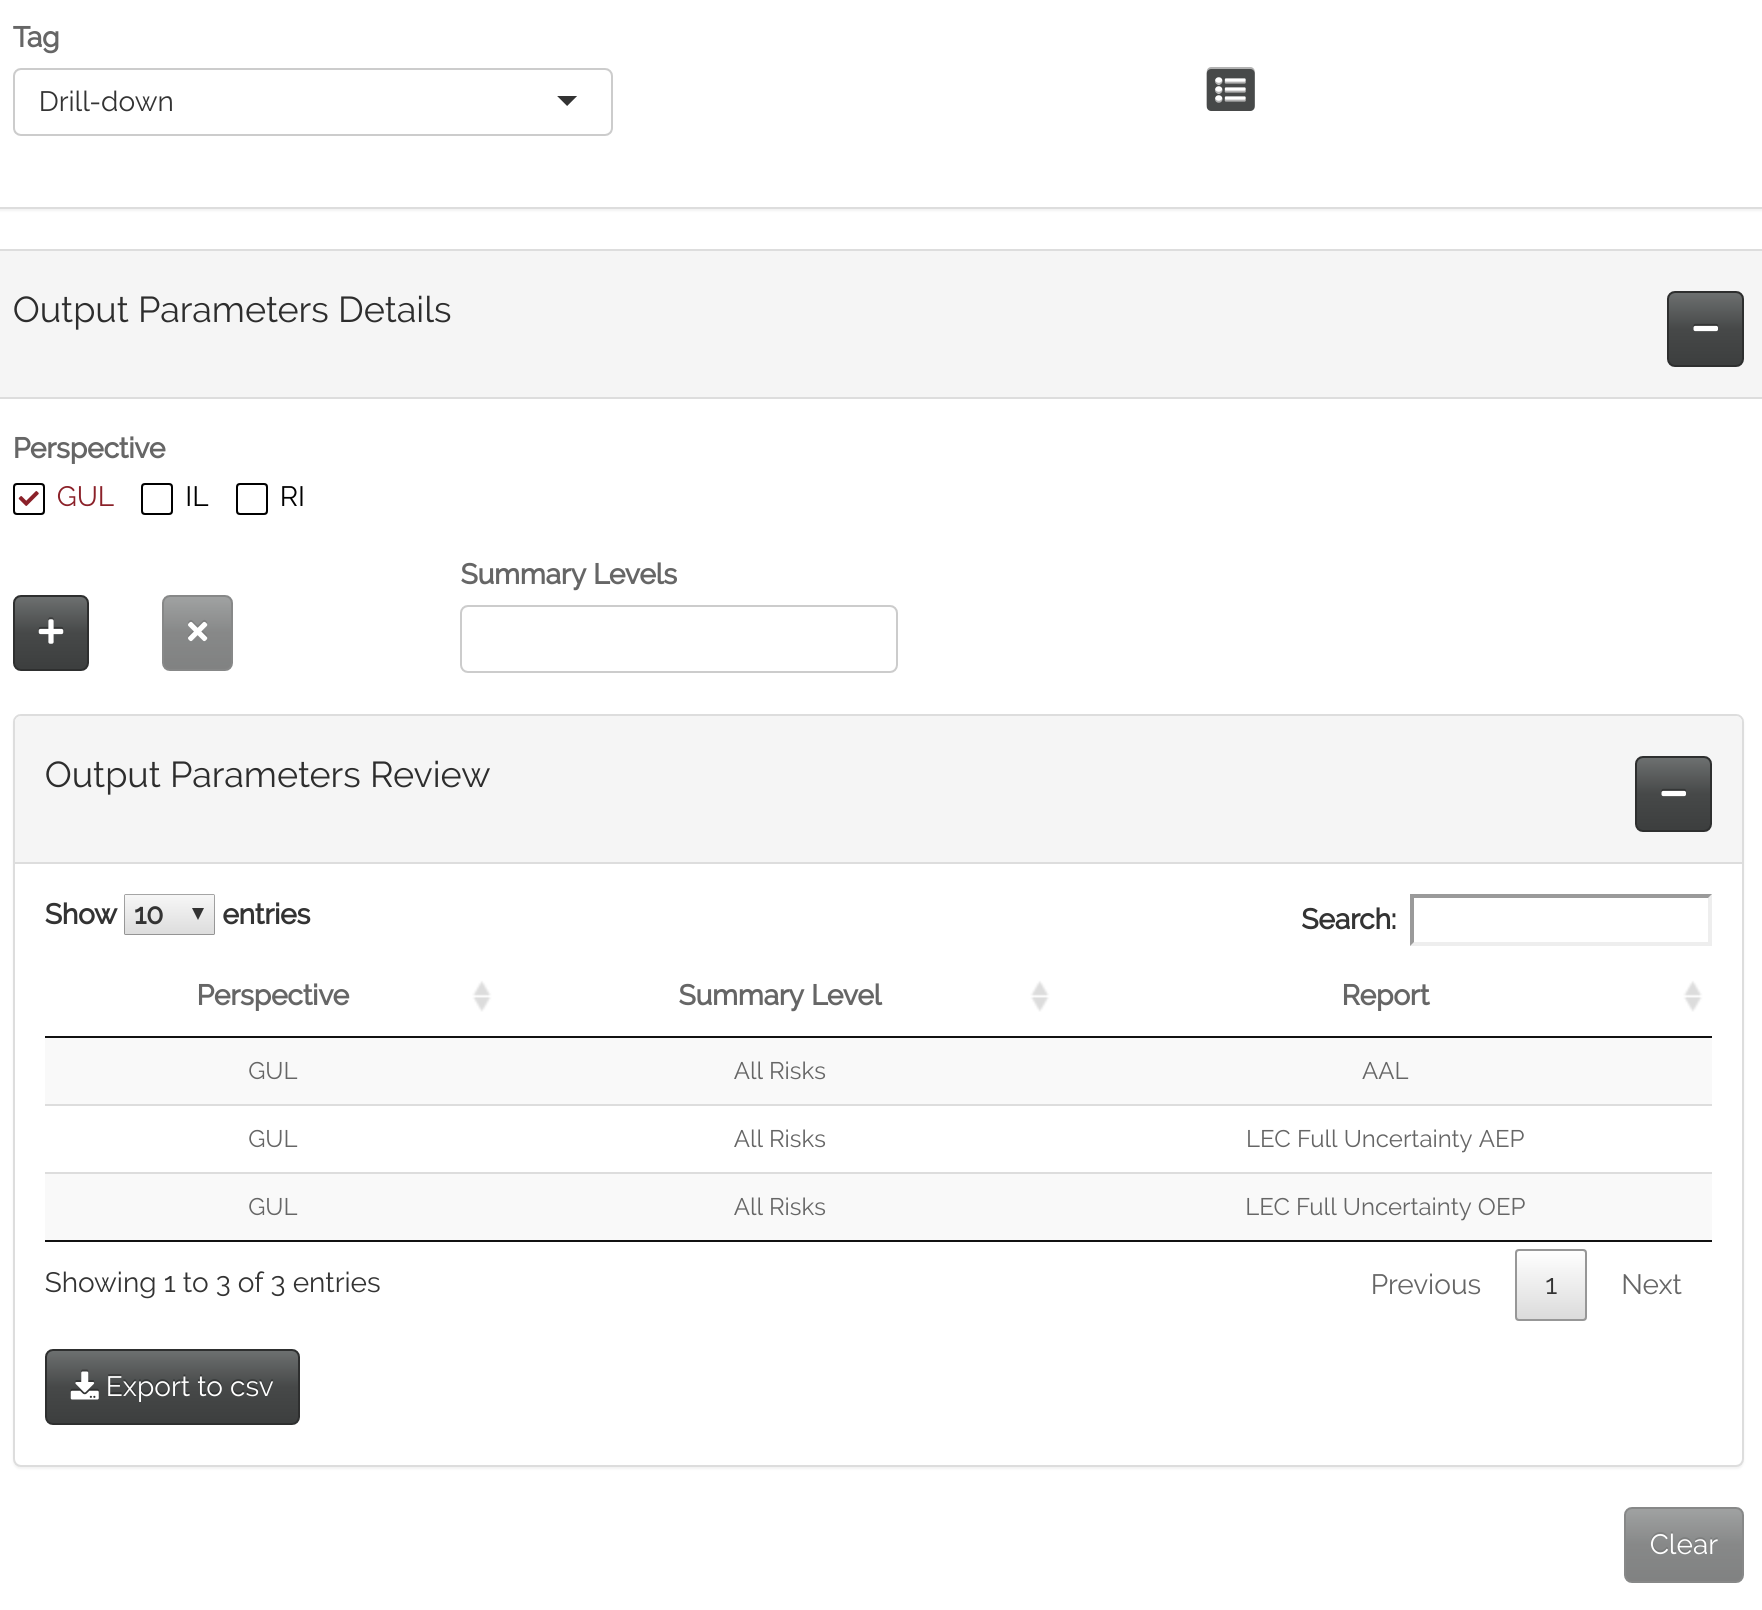 Tag
Drill-down
Output Parameters Details
Perspective
GUL IL RI
Summary Levels
Output Parameters Review
Show 10 entries Search:
Perspective Summary Level Report
GUL All Risks AAL
GUL All Risks LEC Full Uncertainty AEP
GUL All Risks LEC Full Uncertainty OEP
Showing 1 to 3 of 3 entries Previous 1 Next
Export to csv
Clear